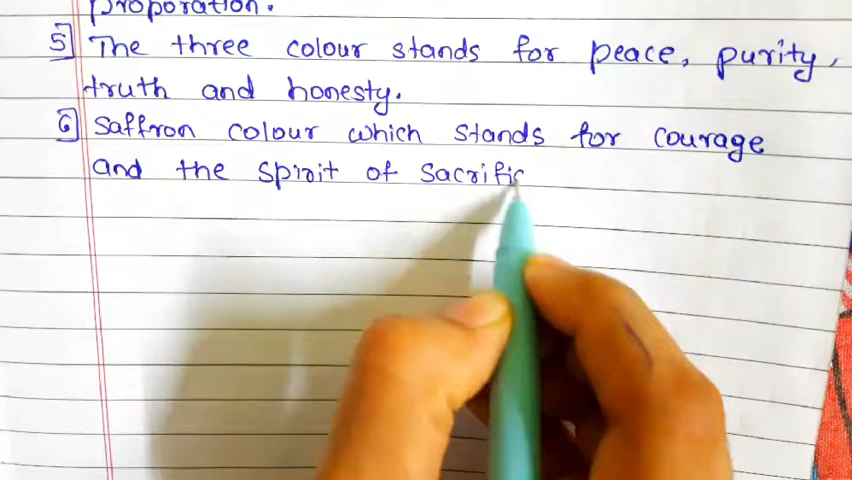 proporation.
5] The three colour stands for peace, purity,
truth and honesty.
6] Saffron colour which stands for courage
and the spirit of sacrific